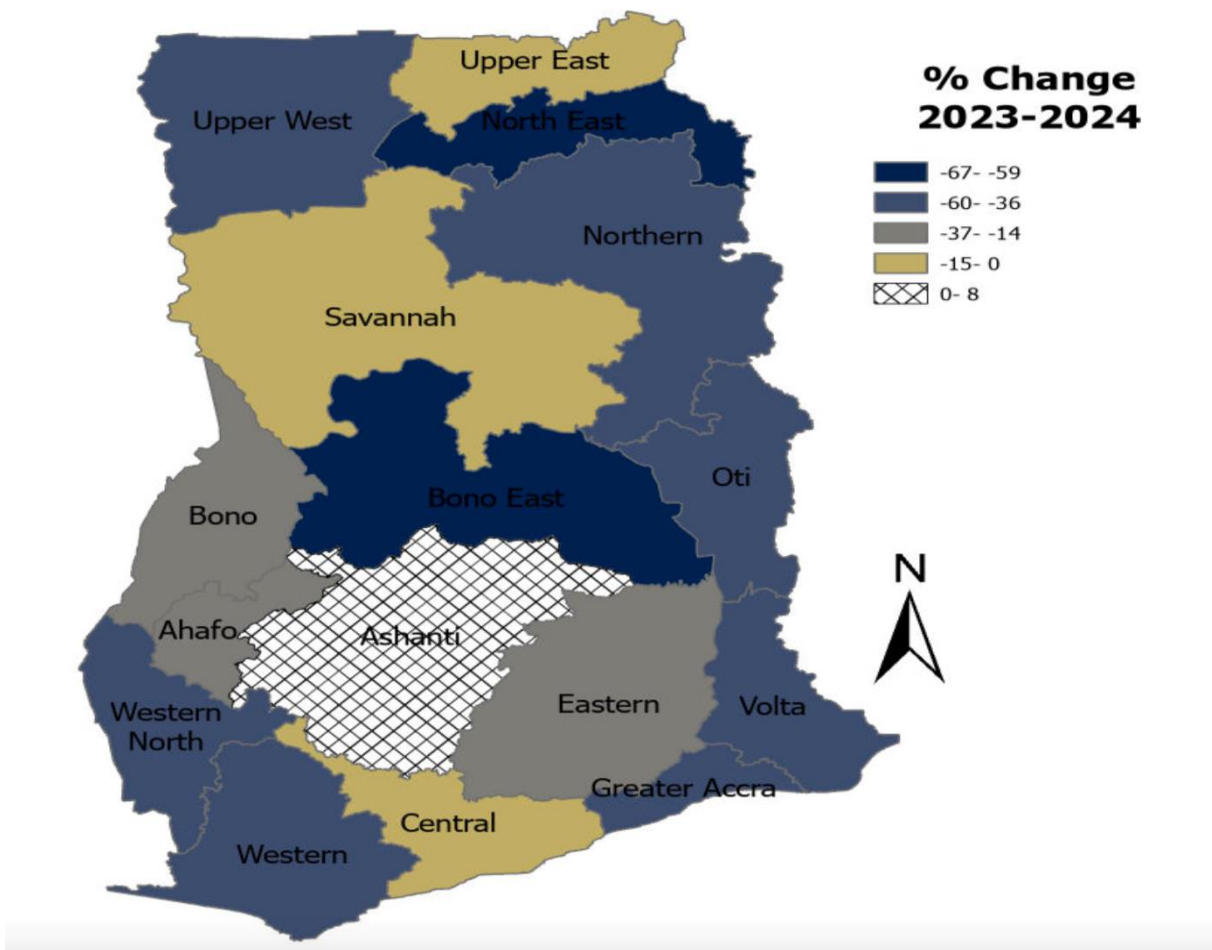 Upper East
% Change
2023-2024
Upper West
North East
-67- -59
-60- -36
-37- -14
-15- 0
0- 8
Northern
Savannah
Oti
Bono East
Bono
N
Ahafo
Ashanti
Eastern
Volta
Western
North
Greater Accra
Central
Western